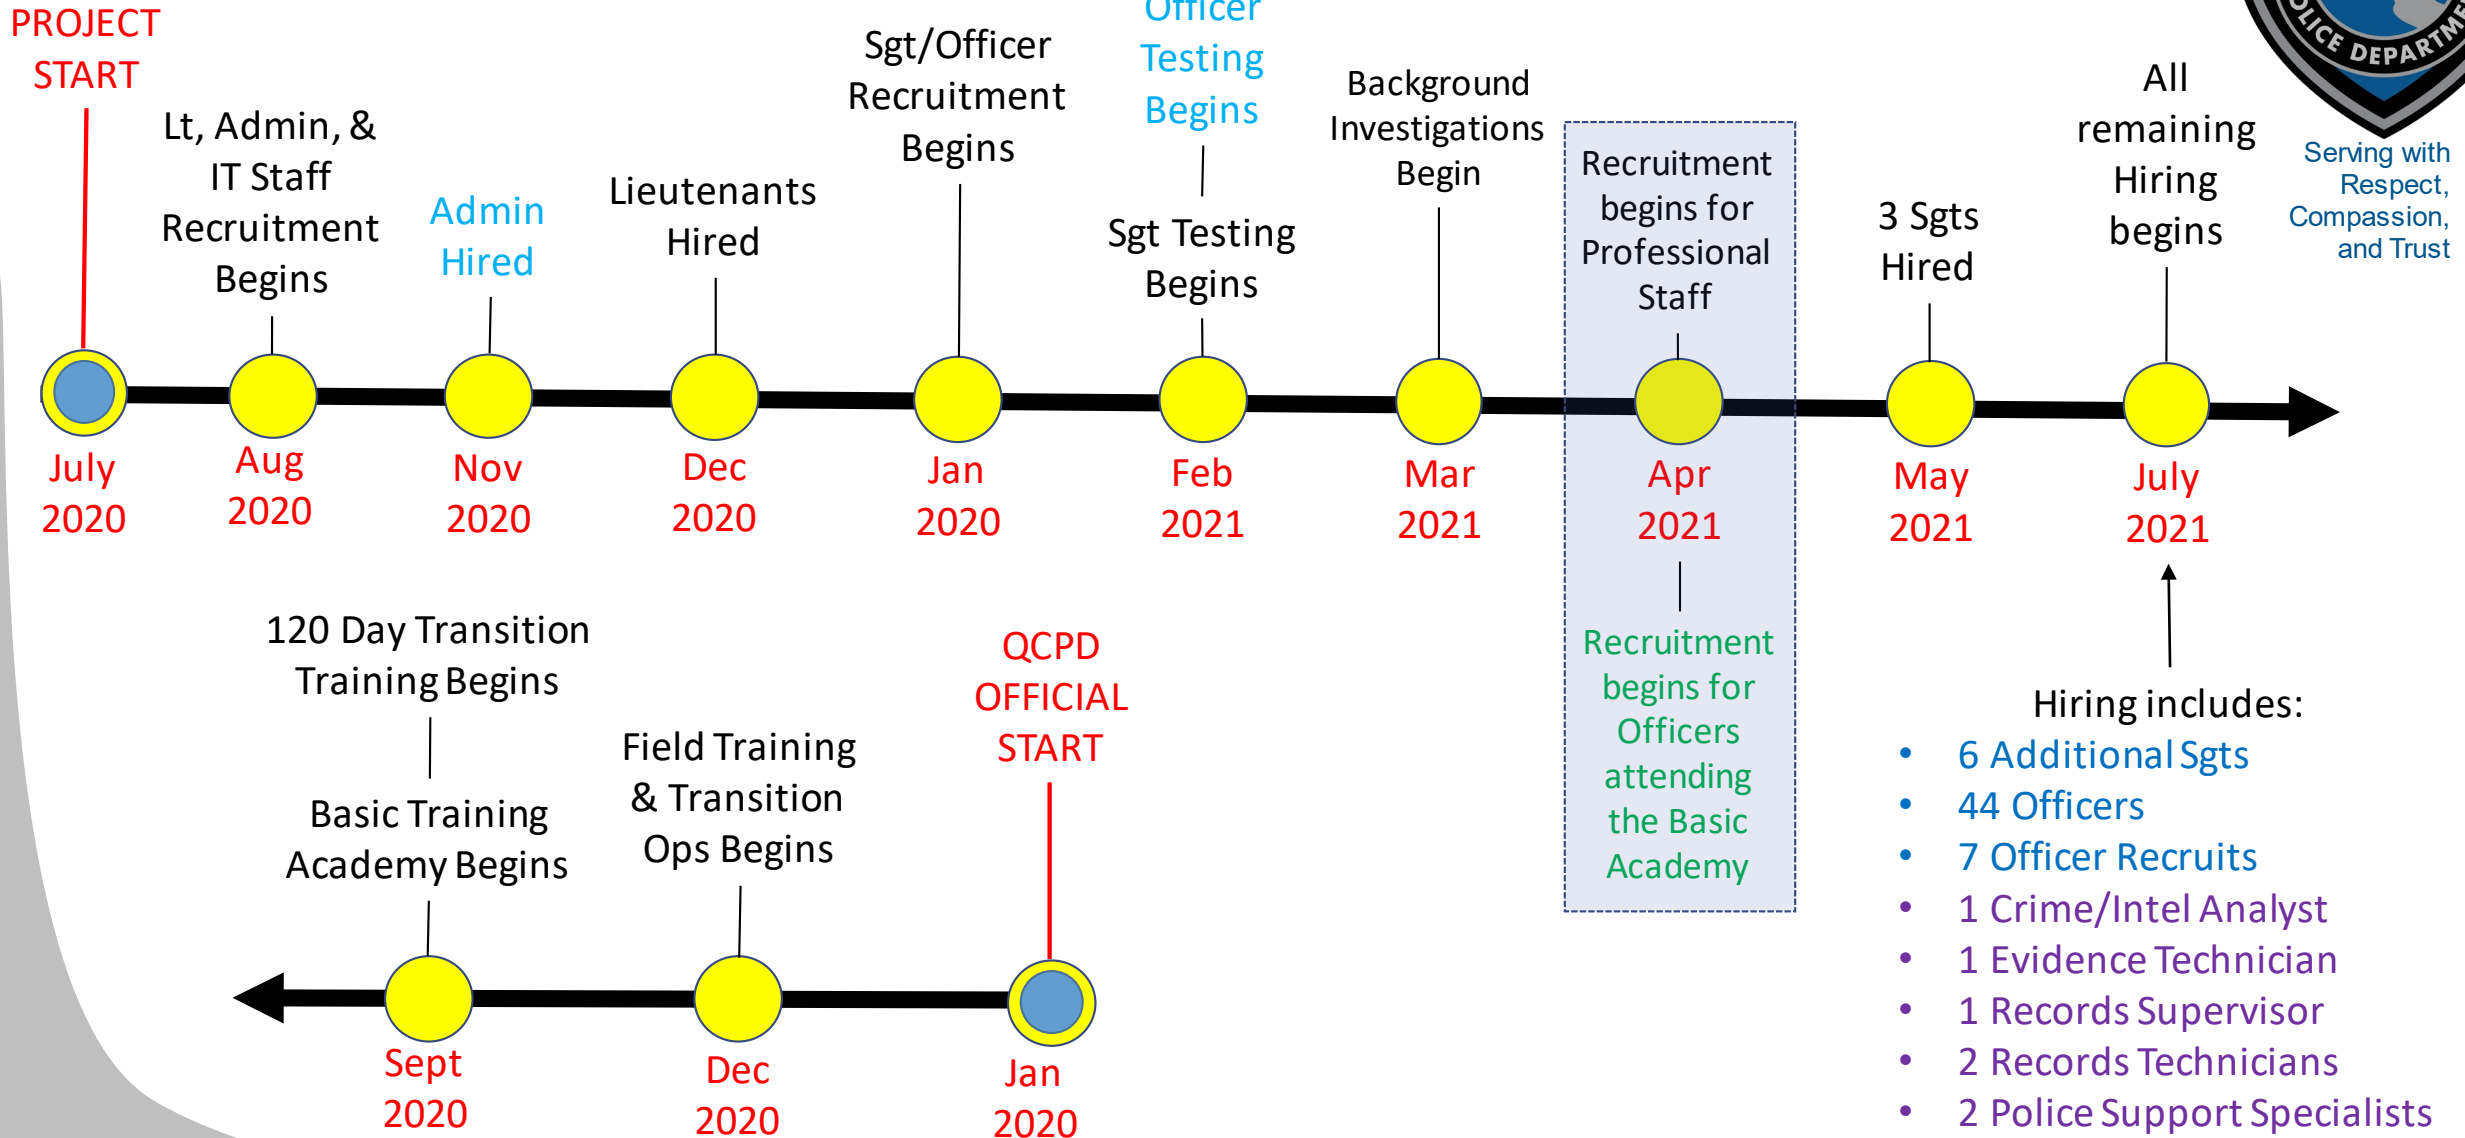 PROJECT
START
Lt, Admin, &
IT Staff
Recruitment
Begins
Admin
Hired
Lieutenants
Hired
Sgt/Officer
Recruitment
Begins
Officer
Testing
Begins
Sgt Testing
Begins
Background
Investigations
Begin
Recruitment
begins for
Professional
Staff
3 Sgts
Hired
All
remaining
Hiring
begins
POLICE DEPARTME
Serving with
Respect,
Compassion,
and Trust
July
2020
Aug
2020
Nov
2020
Dec
2020
Jan
2020
Feb
2021
Mar
2021
Apr
2021
May
2021
July
2021
Recruitment
begins for
Officers
attending
the Basic
Academy
Hiring includes:
• 6 Additional Sgts
• 44 Officers
• 7 Officer Recruits
• 1 Crime/Intel Analyst
• 1 Evidence Technician
• 1 Records Supervisor
• 2 Records Technicians
• 2 Police Support Specialists
120 Day Transition
Training Begins
Basic Training
Academy Begins
Field Training
& Transition
Ops Begins
QCPD
OFFICIAL
START
Sept
2020
Dec
2020
Jan
2020